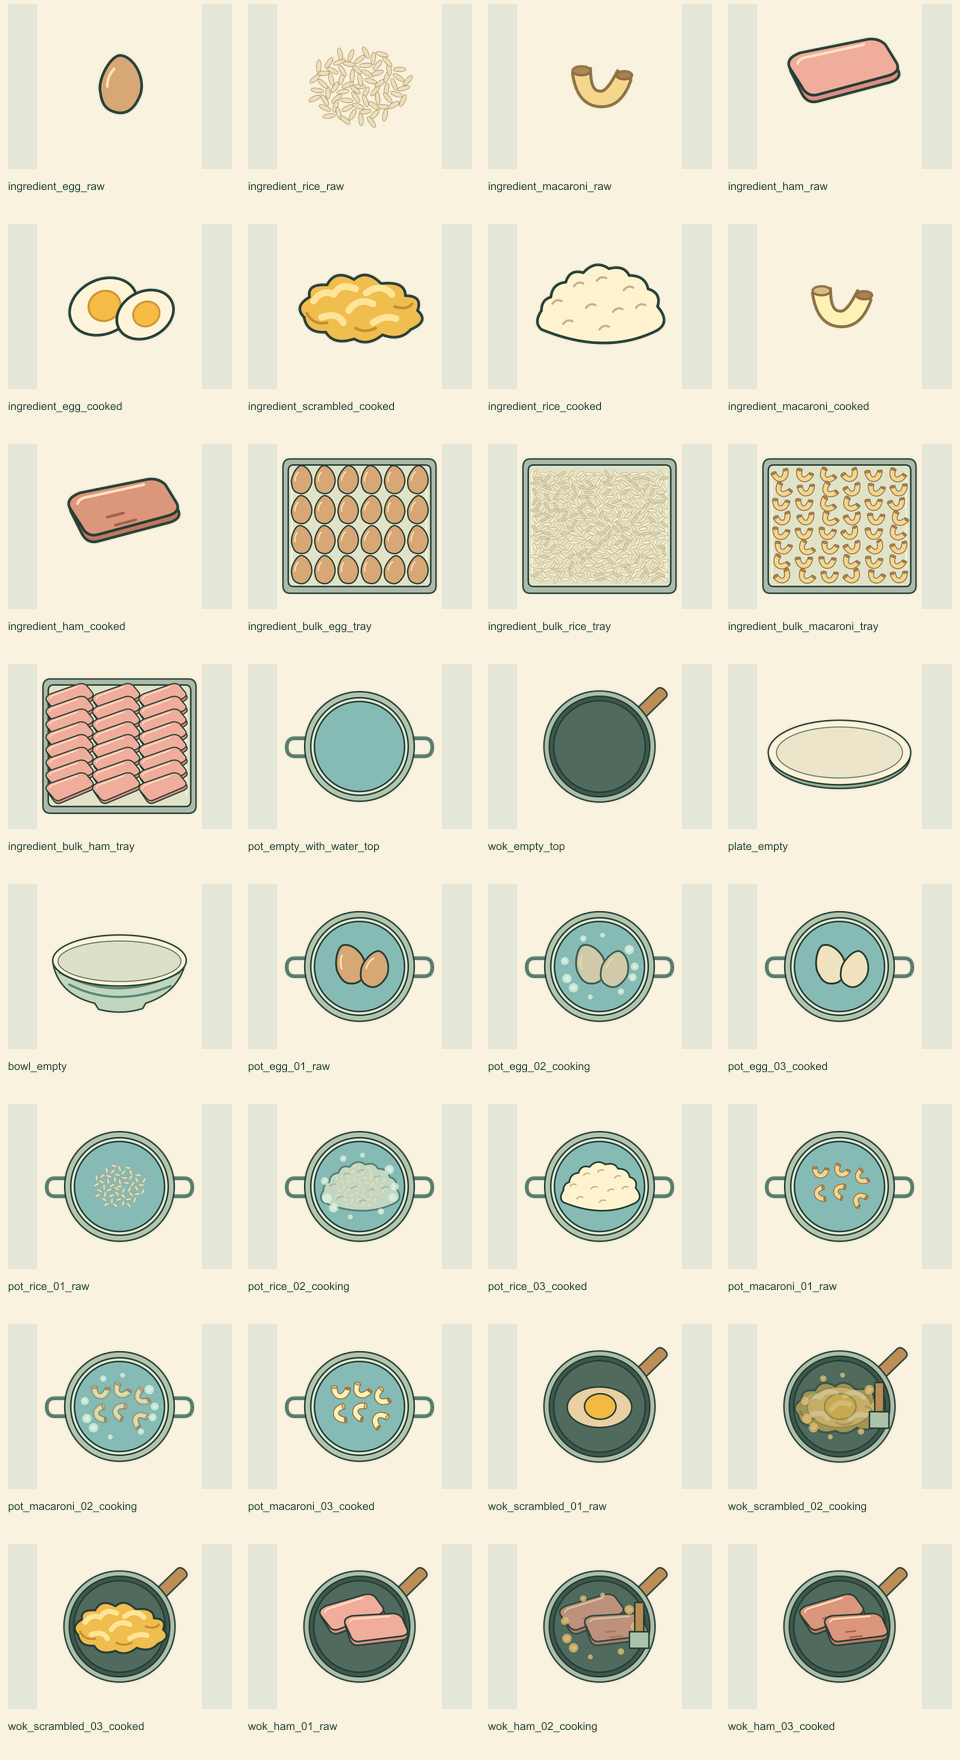 ingredient_egg_raw
ingredient_rice_raw
ingredient_macaroni_raw
ingredient_ham_raw
ingredient_egg_cooked
ingredient_scrambled_cooked
ingredient_rice_cooked
ingredient_macaroni_cooked
ingredient_ham_cooked
ingredient_bulk_egg_tray
ingredient_bulk_rice_tray
ingredient_bulk_macaroni_tray
ingredient_bulk_ham_tray
pot_empty_with_water_top
wok_empty_top
plate_empty
bowl_empty
pot_egg_01_raw
pot_egg_02_cooking
pot_egg_03_cooked
pot_rice_01_raw
pot_rice_02_cooking
pot_rice_03_cooked
pot_macaroni_01_raw
pot_macaroni_02_cooking
pot_macaroni_03_cooked
wok_scrambled_01_raw
wok_scrambled_02_cooking
wok_scrambled_03_cooked
wok_ham_01_raw
wok_ham_02_cooking
wok_ham_03_cooked